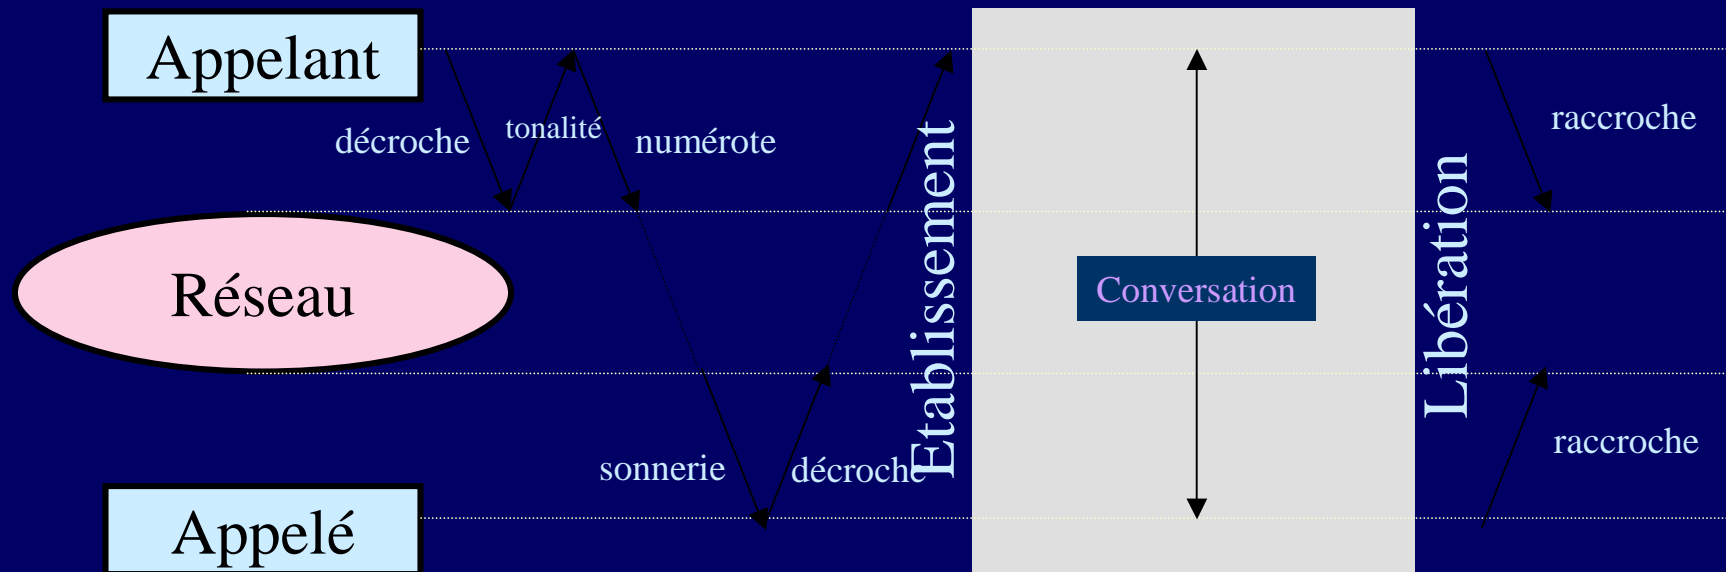 Appelant
décroche
tonalité
numérote
Réseau
sonnerie
décroche
Appelé
Etablissement
Conversation
Libération
raccroche
raccroche